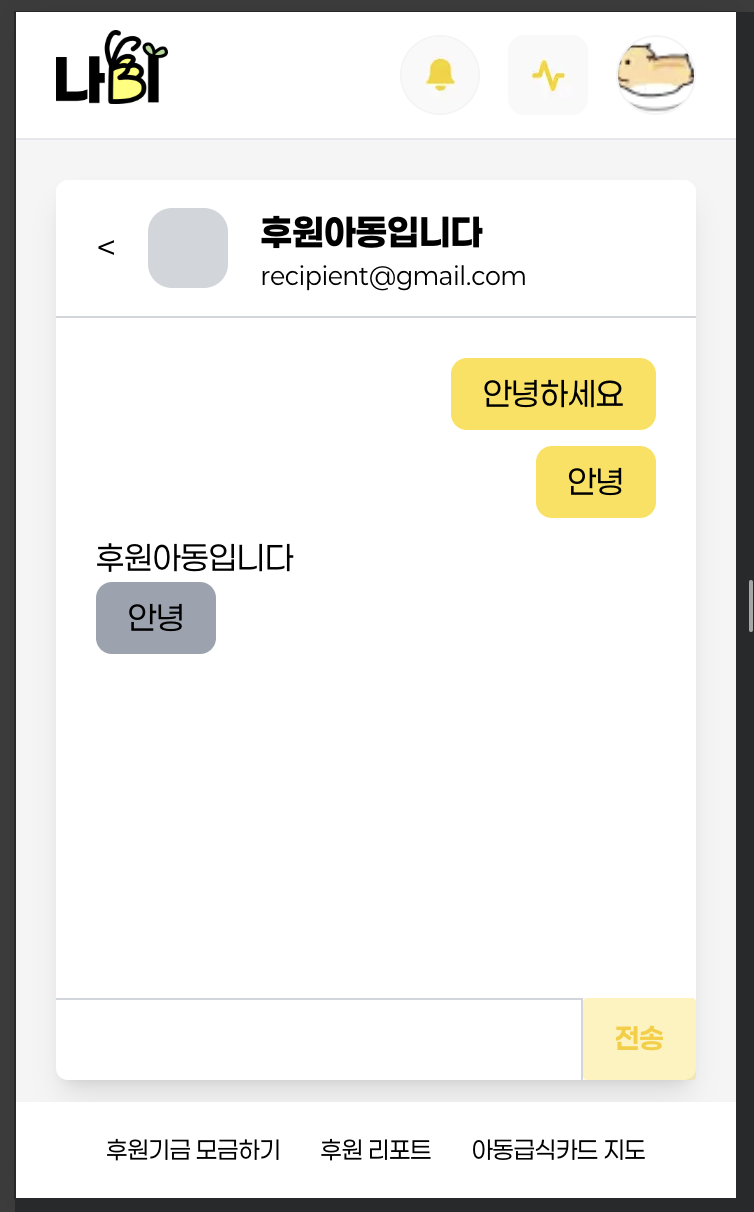 나비
<
후원아동입니다
recipient@gmail.com
안녕하세요
안녕
후원아동입니다
안녕
전송
후원기금 모금하기 후원 리포트 아동급식카드 지도